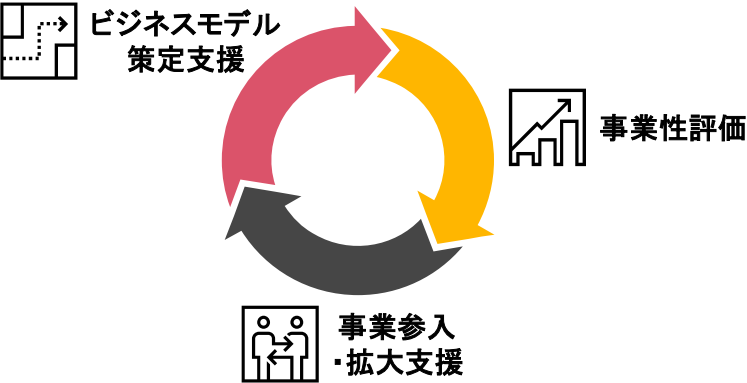 ビジネスモデル
策定支援
事業性評価
事業参入
・拡大支援